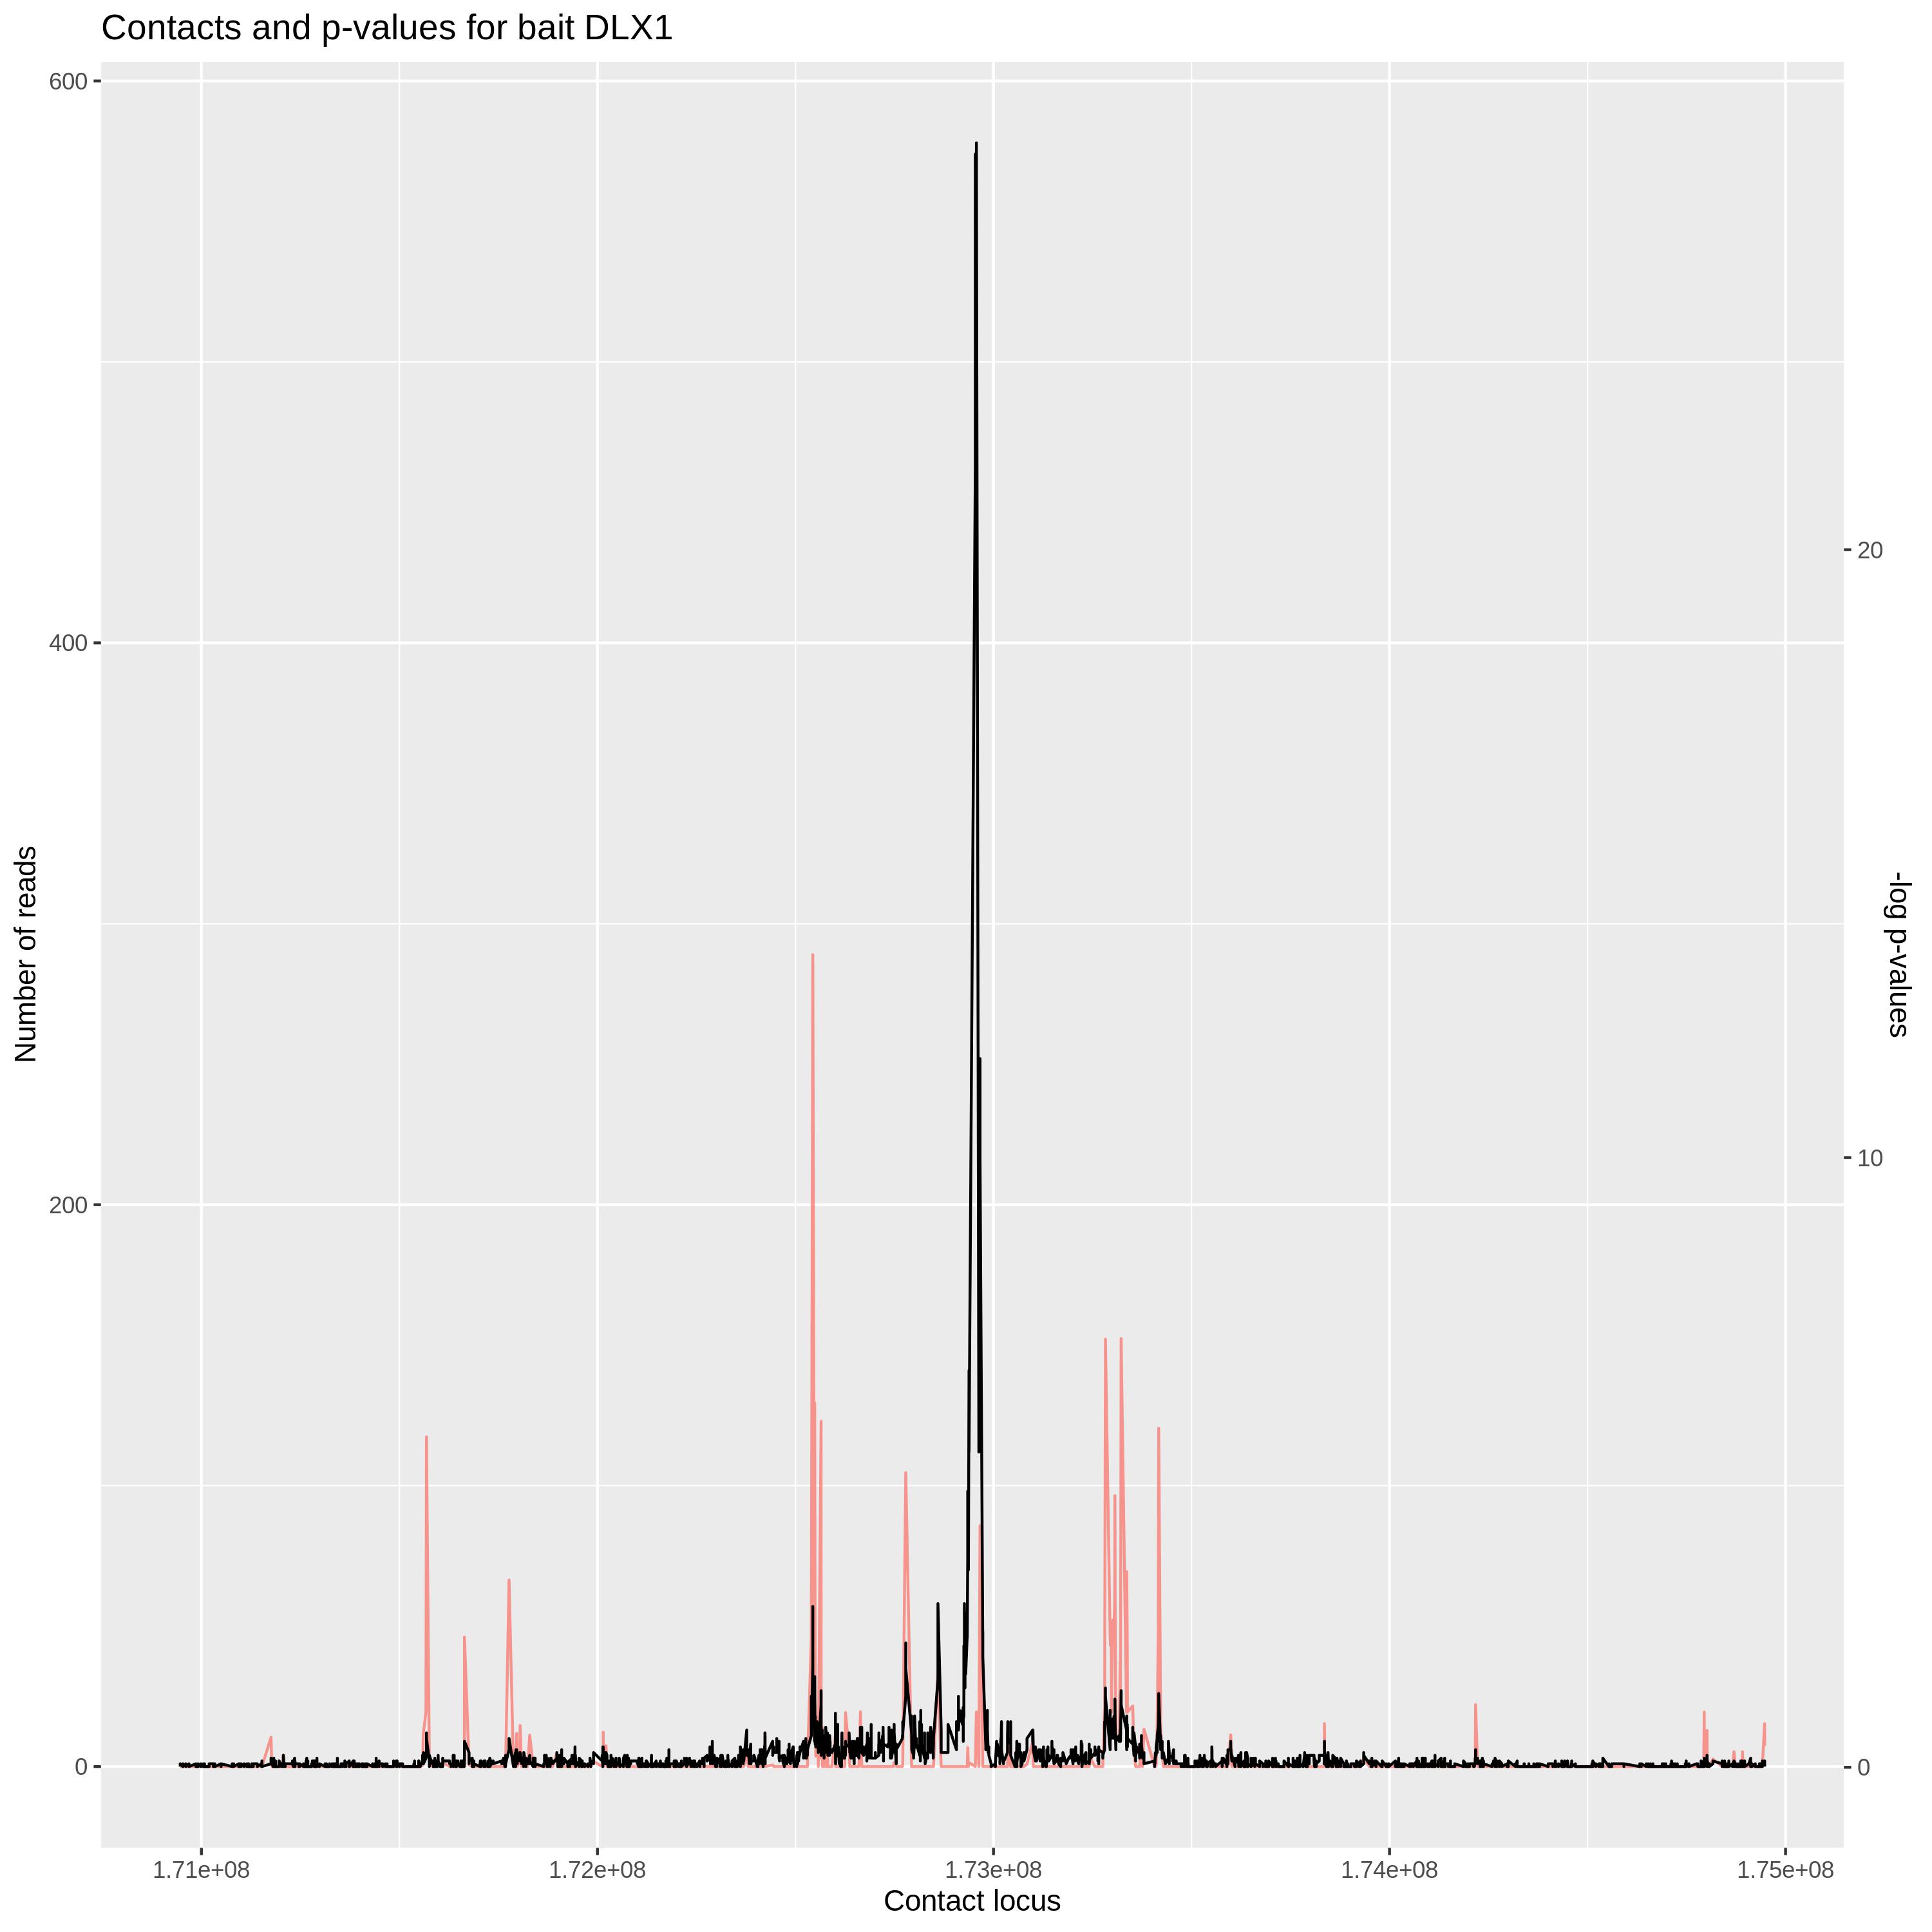 Contacts and p-values for bait DLX1
600
400
200
0
Number of reads
20
10
0
-log p-values
1.71e+08
1.72e+08
1.73e+08
1.74e+08
1.75e+08
Contact locus